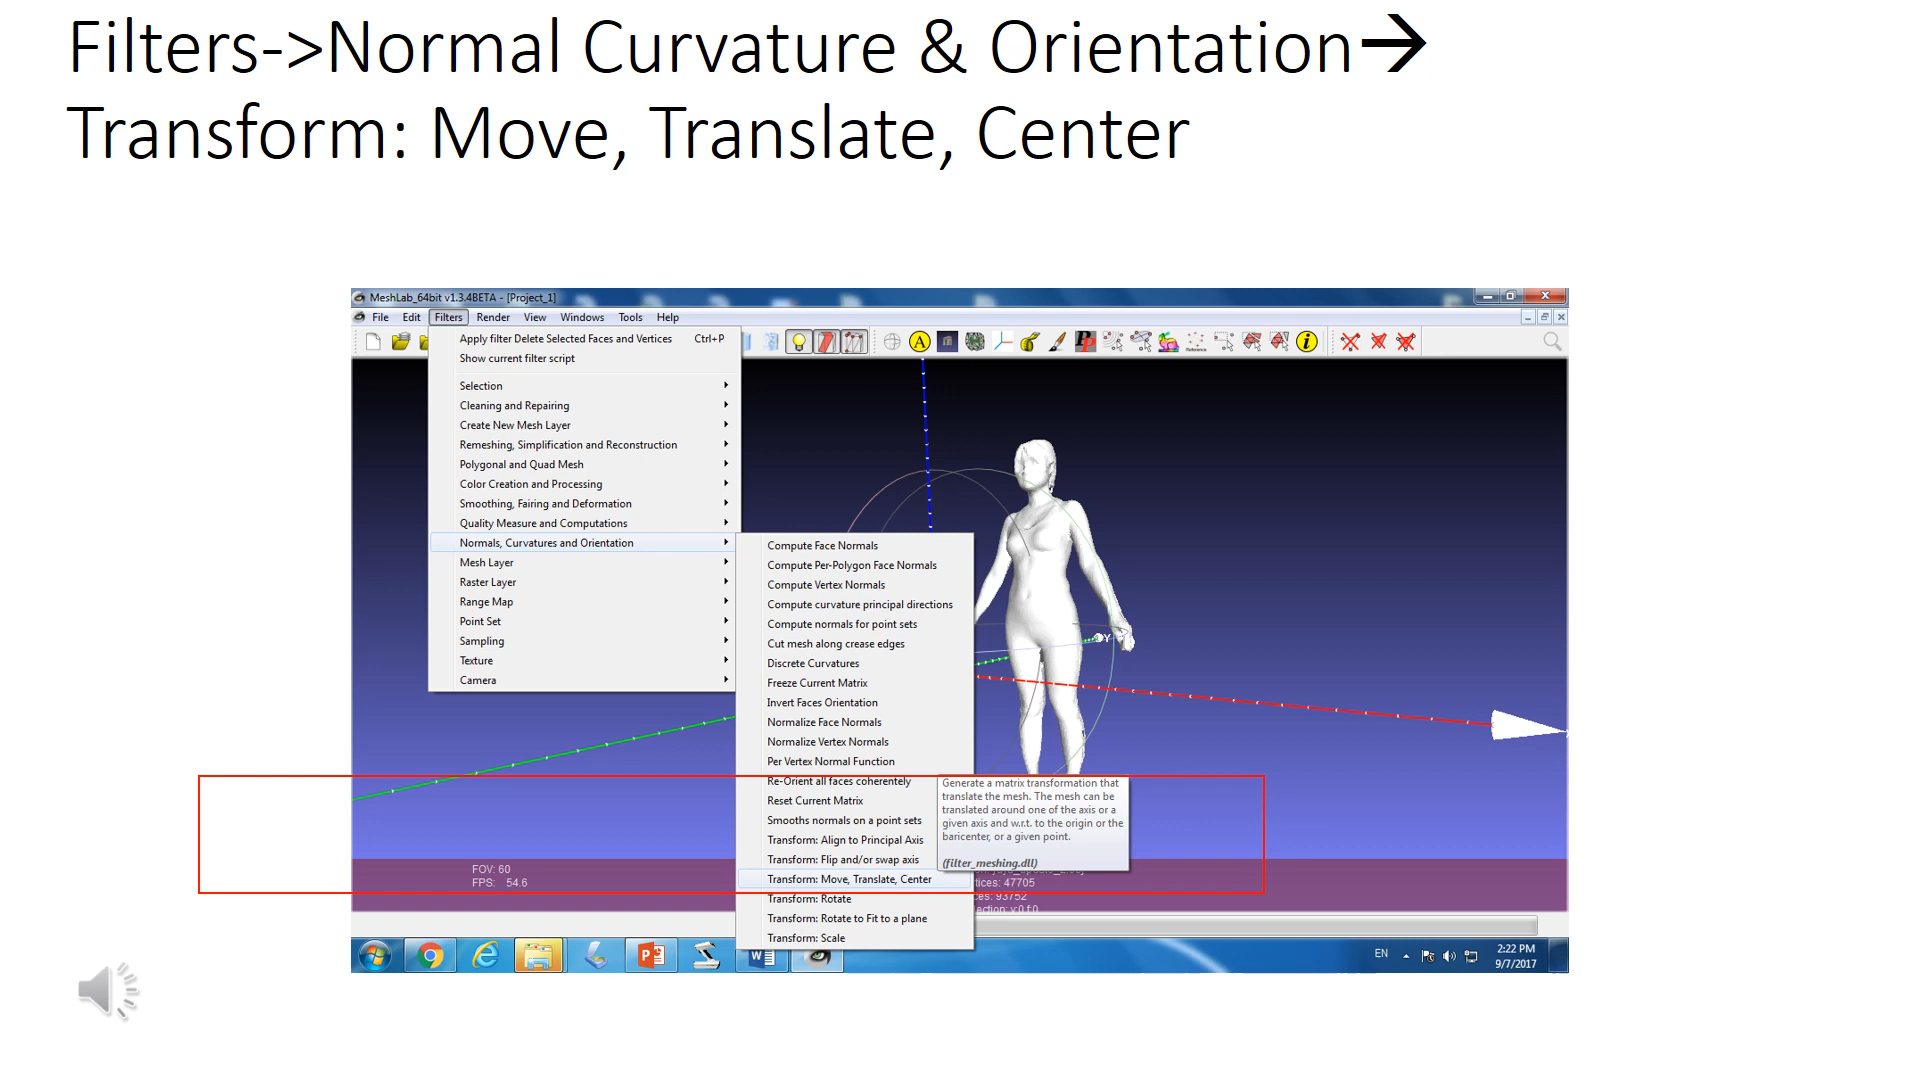 Filters->Normal Curvature & Orientation→
Transform: Move, Translate, Center
MeshLab_64bit v1.3.4BETA - [Project_1]
File Edit Filters Render View Windows Tools Help
Apply filter Delete Selected Faces and Vertices Ctrl+P
Show current filter script
Selection
Cleaning and Repairing
Create New Mesh Layer
Remeshing, Simplification and Reconstruction
Polygonal and Quad Mesh
Color Creation and Processing
Smoothing, Fairing and Deformation
Quality Measure and Computations
Normals, Curvatures and Orientation
Mesh Layer
Raster Layer
Range Map
Point Set
Sampling
Texture
Camera
Compute Face Normals
Compute Per-Polygon Face Normals
Compute Vertex Normals
Compute curvature principal directions
Compute normals for point sets
Cut mesh along crease edges
Discrete Curvatures
Freeze Current Matrix
Invert Faces Orientation
Normalize Face Normals
Normalize Vertex Normals
Per Vertex Normal Function
Re-Orient all faces coherentely
Reset Current Matrix
Smooths normals on a point sets
Transform: Align to Principal Axis
Transform: Flip and/or swap axis
Transform: Move, Translate, Center
Transform: Rotate
Transform: Rotate to Fit to a plane
Transform: Scale
Generate a matrix transformation that
translate the mesh. The mesh can be
translated around one of the axis or a
given axis and w.r.t. to the origin or the
baricenter, or a given point.
(filter_meshing.dll)
Y
FOV: 60
FPS: 54.6
tices: 47705
ces: 93752
ection: v:0 f:0
EN
2:22 PM
9/7/2017